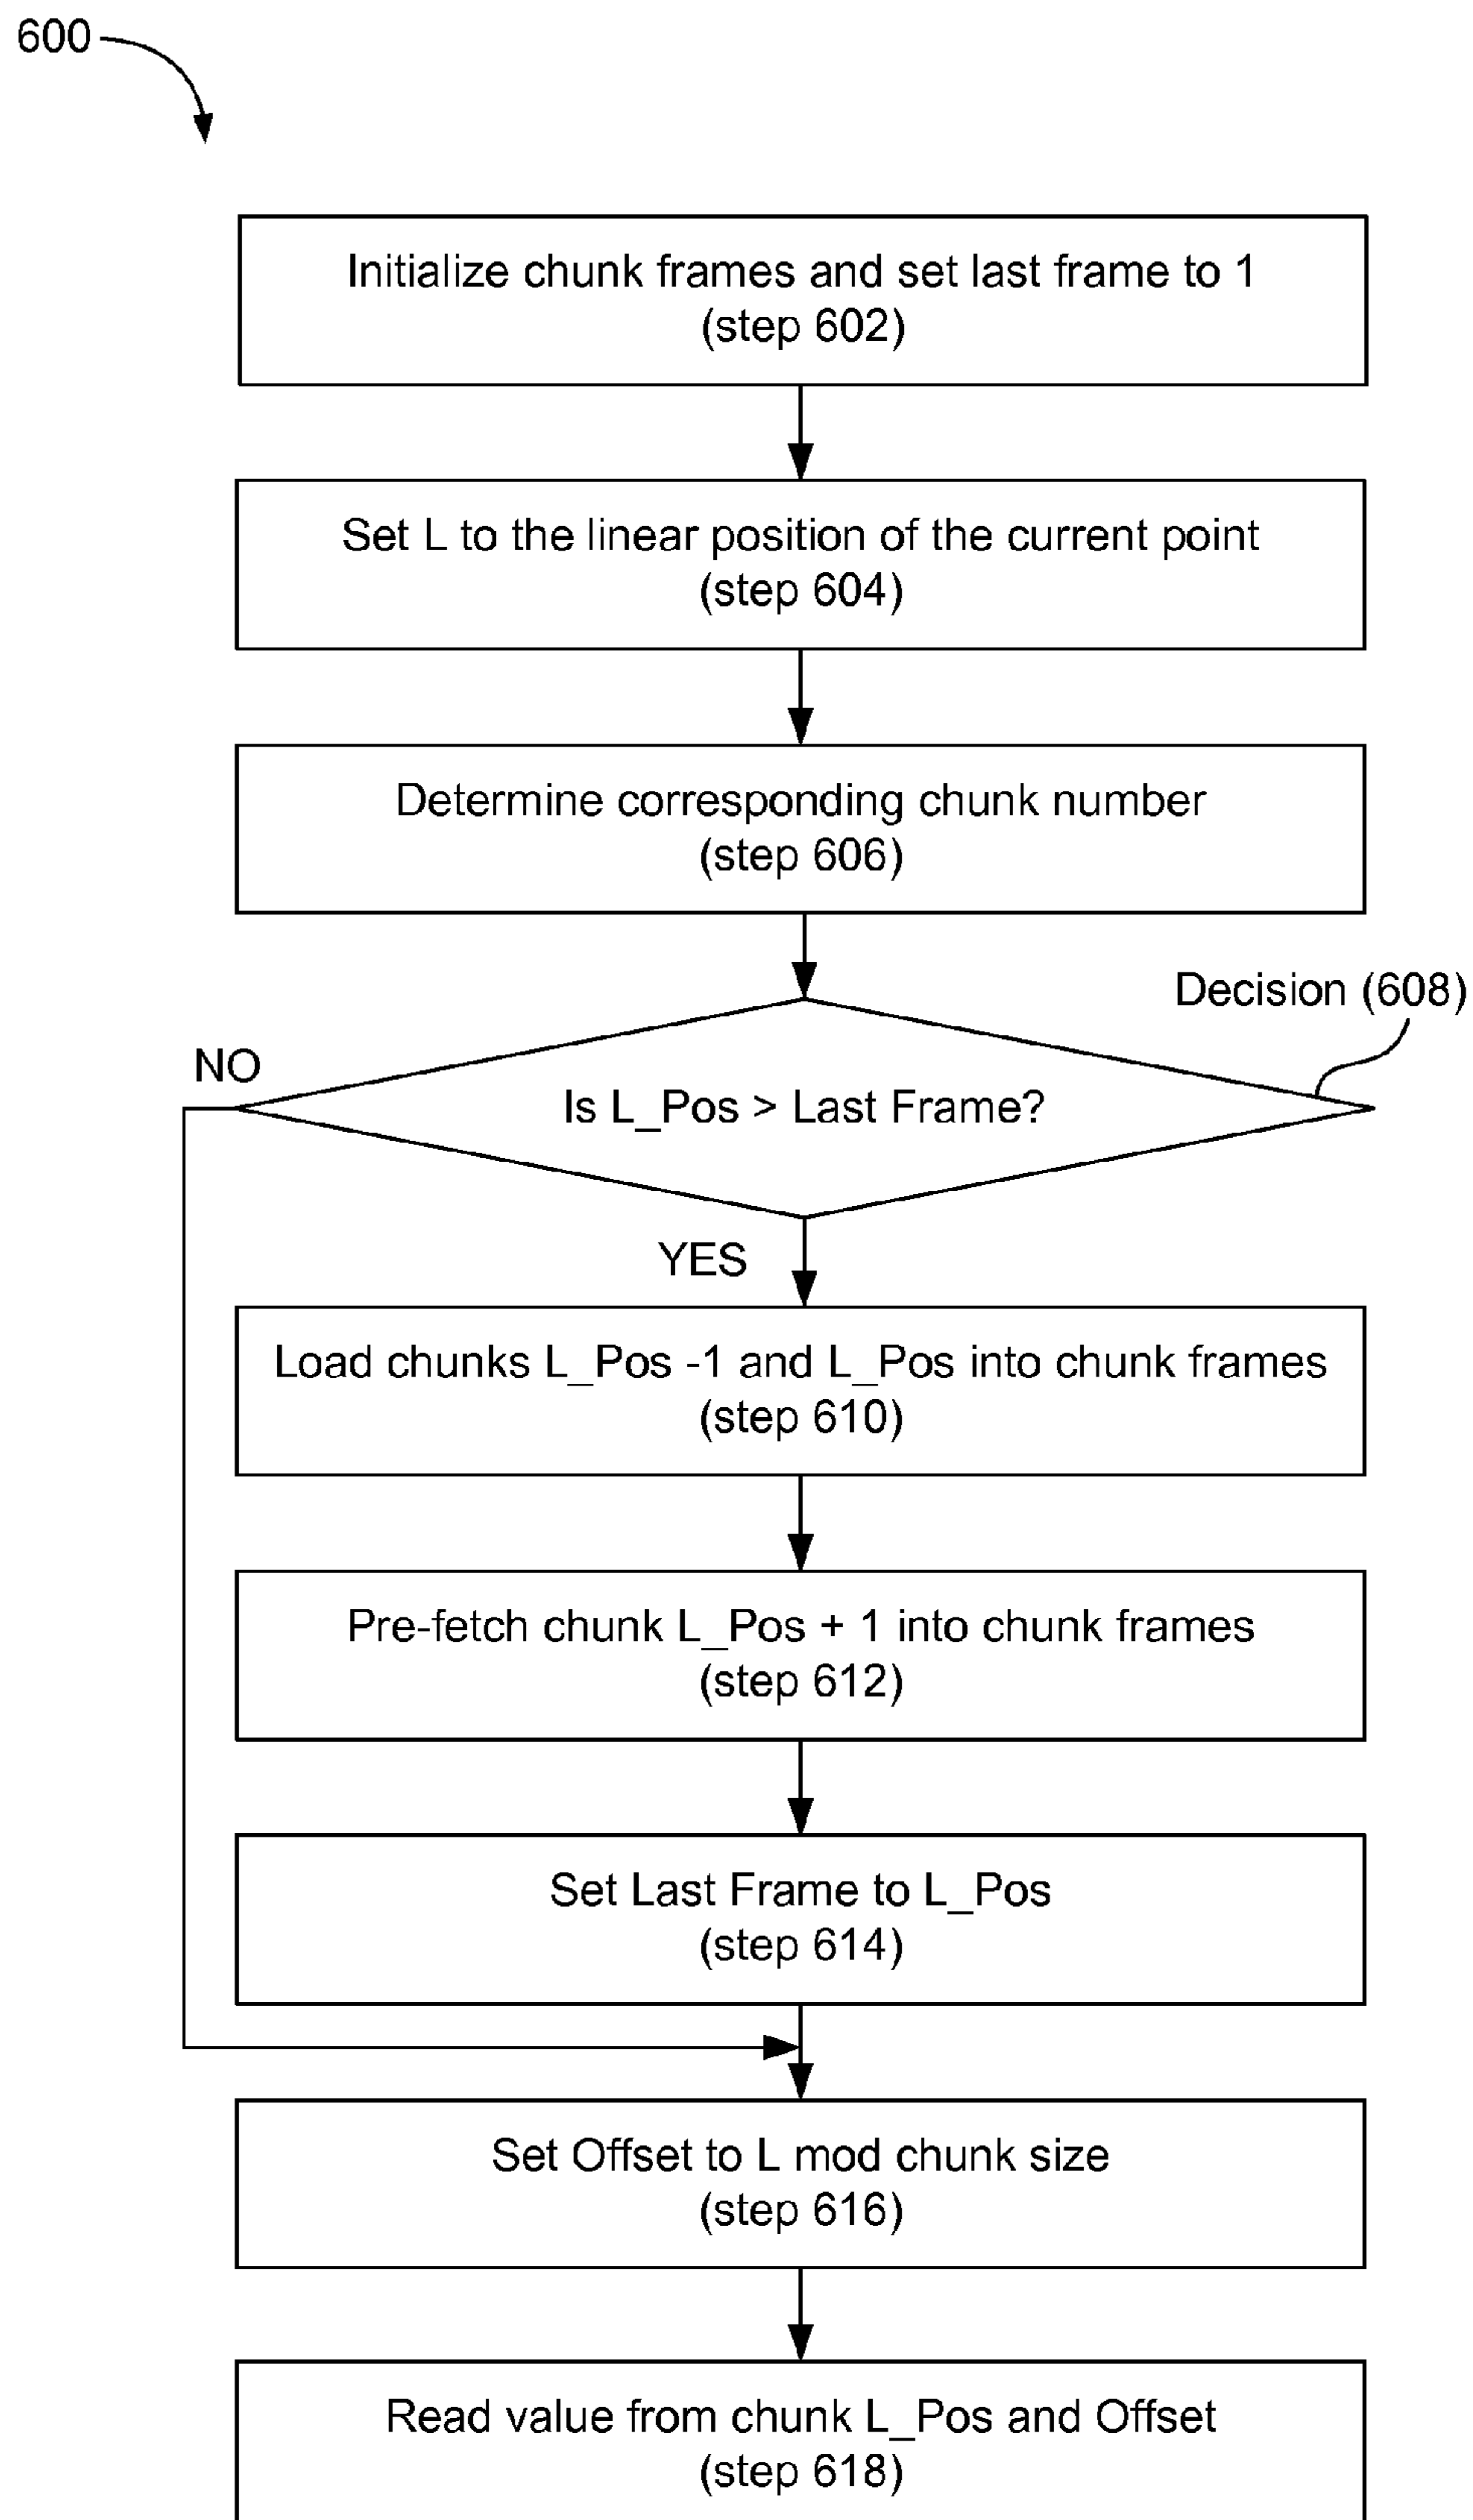 600
Initialize chunk frames and set last frame to 1
(step 602)
Set L to the linear position of the current point
(step 604)
Determine corresponding chunk number
(step 606)
Decision (608)
NO
Is L_Pos > Last Frame?
YES
Load chunks L_Pos -1 and L_Pos into chunk frames
(step 610)
Pre-fetch chunk L_Pos + 1 into chunk frames
(step 612)
Set Last Frame to L_Pos
(step 614)
Set Offset to L mod chunk size
(step 616)
Read value from chunk L_Pos and Offset
(step 618)